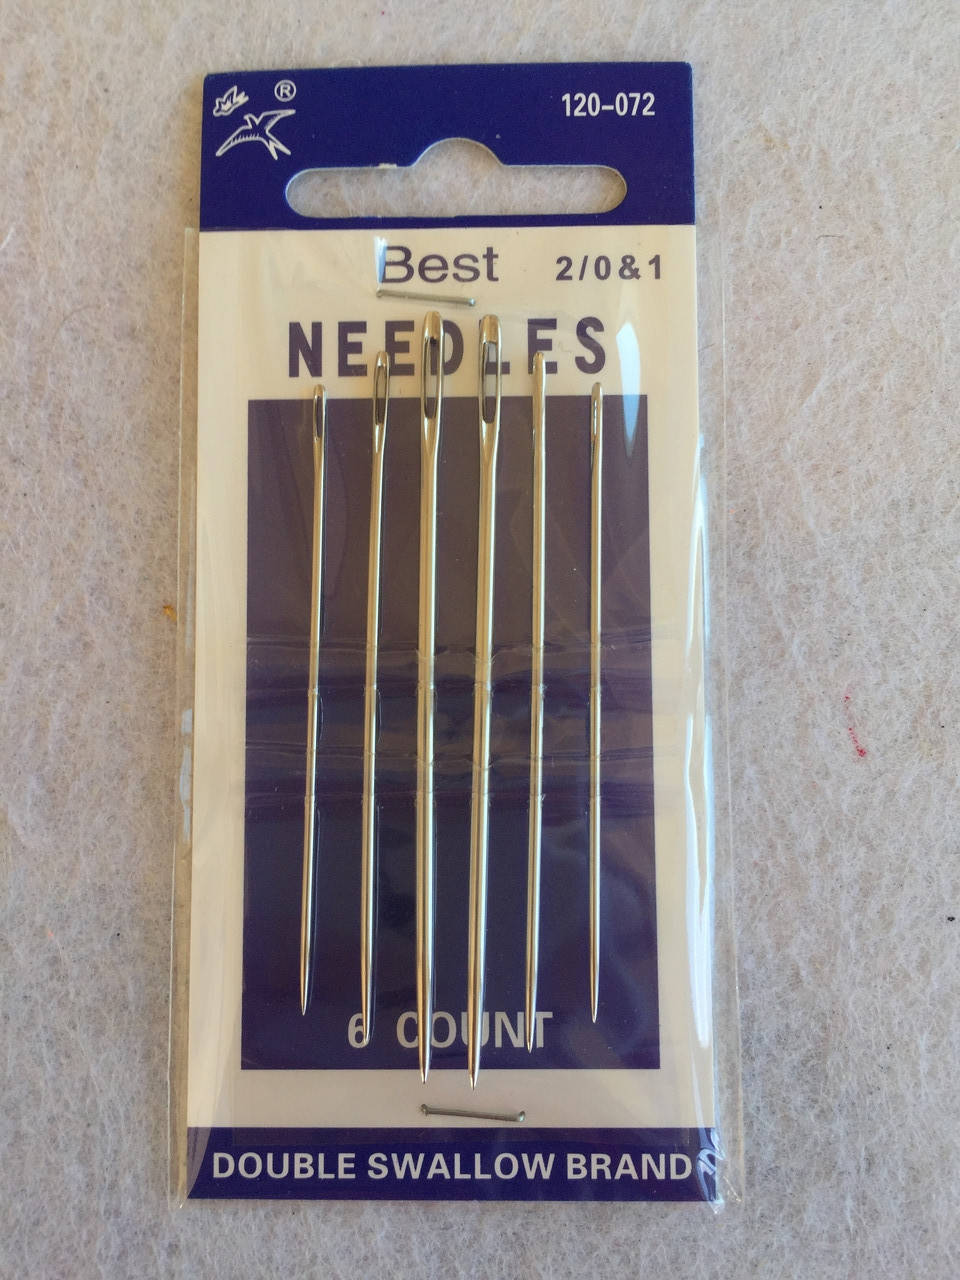 ®
120-072
Best 2/0&1
NEEDLES
6 COUNT
DOUBLE SWALLOW BRAND